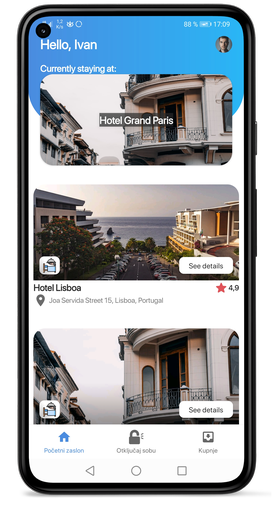 88 % 17:09
Hello, Ivan
Currently staying at:
Hotel Grand Paris
See details
Hotel Lisboa
4,9
Joa Servida Street 15, Lisboa, Portugal
See details
Početni zaslon
Otključaj sobu
Kupnje